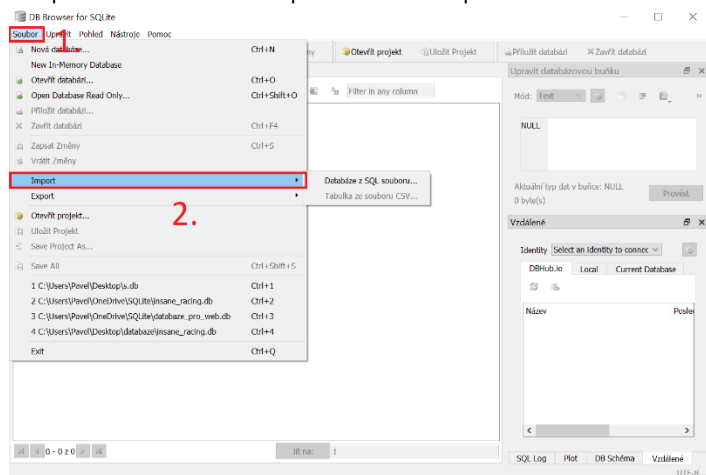 DB Browser for SQLite
Soubor Upravit Pohled Nástroje Pomoc
1.
Nová databáze... Ctrl+N
New In-Memory Database
Otevřít databázi... Ctrl+O
Open Database Read Only... Ctrl+Shift+O
Přiložit databázi...
Zavřít databázi Ctrl+F4
Zapsat Změny Ctrl+S
Vrátit Změny
Import
Export
2.
Otevřít projekt...
Uložit Projekt
Save Project As...
Save All Ctrl+Shift+S
1 C:\Users\Pavel\Desktop\s.db Ctrl+1
2 C:\Users\Pavel\OneDrive\SQLite\insane_racing.db Ctrl+2
3 C:\Users\Pavel\OneDrive\SQLite\databaze_pro_web.db Ctrl+3
4 C:\Users\Pavel\Desktop\databaze\insane_racing.db Ctrl+4
Exit Ctrl+Q
Databáze z SQL souboru...
Tabulka ze souboru CSV...
Otevřít projekt Uložit Projekt Přiložit databázi Zavřít databázi
Filter in any column
0 - 0 z 0
Jít na: 1
Upravit databázovou buňku
Mód: Text
NULL
Aktuální typ dat v buňce: NULL
0 byte(s)
Provést
Vzdálené
Identity Select an identity to connec
DBHub.io Local Current Database
Název
SQL Log Plot DB Schéma Vzdálené
UTF-8